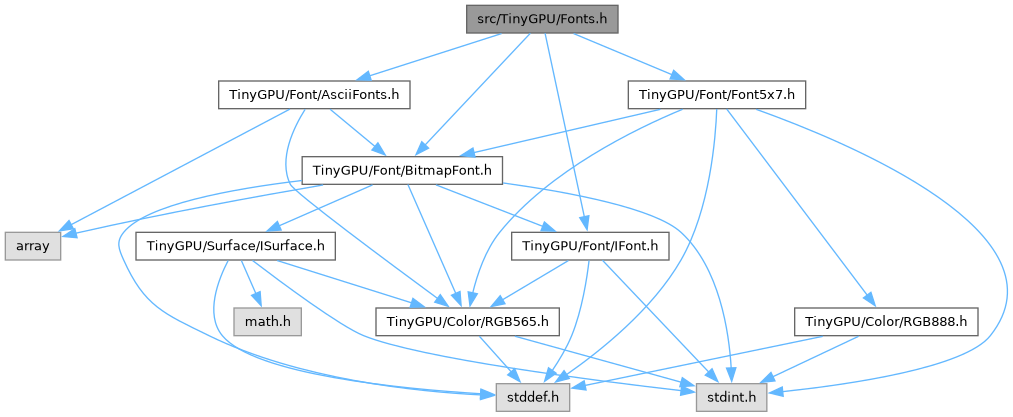 src/TinyGPU/Fonts.h
TinyGPU/Font/AsciiFonts.h
TinyGPU/Font/Font5x7.h
TinyGPU/Font/BitmapFont.h
array
TinyGPU/Surface/ISurface.h
TinyGPU/Font/IFont.h
math.h
TinyGPU/Color/RGB565.h
TinyGPU/Color/RGB888.h
stddef.h
stdint.h